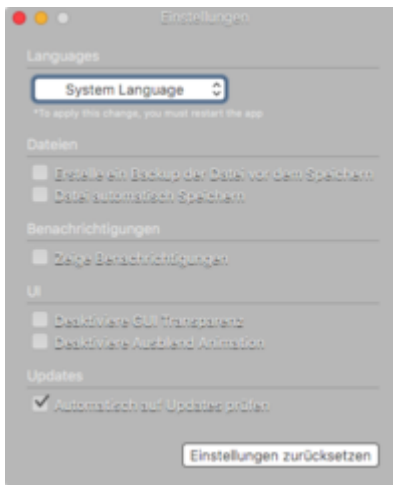 Einstellungen
Languages
System Language
*To apply this change, you must restart the app
Dateien
Erstelle ein Backup der Datei vor dem Speichern
Datei automatisch Speichern
Benachrichtigungen
Zeige Benachrichtigungen
UI
Deaktiviere GUI Transparenz
Deaktiviere Ausblend Animation
Updates
Automatisch auf Updates prüfen
Einstellungen zurücksetzen